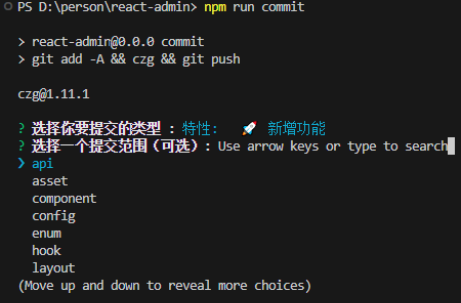 PS D:\person\react-admin> npm run commit
> react-admin@0.0.0 commit
> git add -A && czg && git push
czg@1.11.1
? 选择你要提交的类型 : 特性: 🚀 新增功能
? 选择一个提交范围（可选）: Use arrow keys or type to search
❯ api
asset
component
config
enum
hook
layout
(Move up and down to reveal more choices)